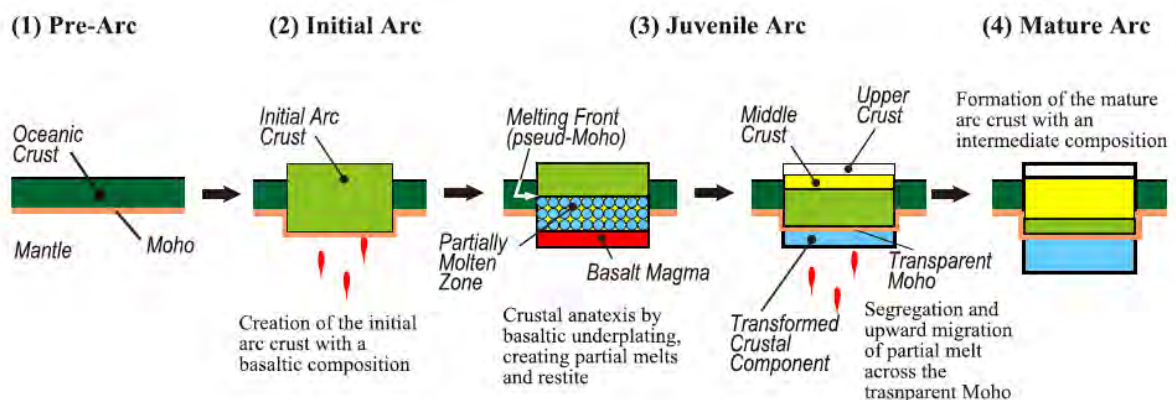 (1) Pre-Arc
(2) Initial Arc
(3) Juvenile Arc
(4) Mature Arc
Oceanic
Crust
Mantle
Moho
Initial Arc
Crust
Creation of the initial
arc crust with a
basaltic composition
Melting Front
(pseud-Moho)
Partially
Molten
Zone
Basalt Magma
Crustal anatexis by
basaltic underplating,
creating partial melts
and restite
Middle
Crust
Upper
Crust
Transparent
Moho
Transformed
Crustal
Component
Segregation and
upward migration
of partial melt
across the
trasnparent Moho
Formation of the mature
arc crust with an
intermediate composition